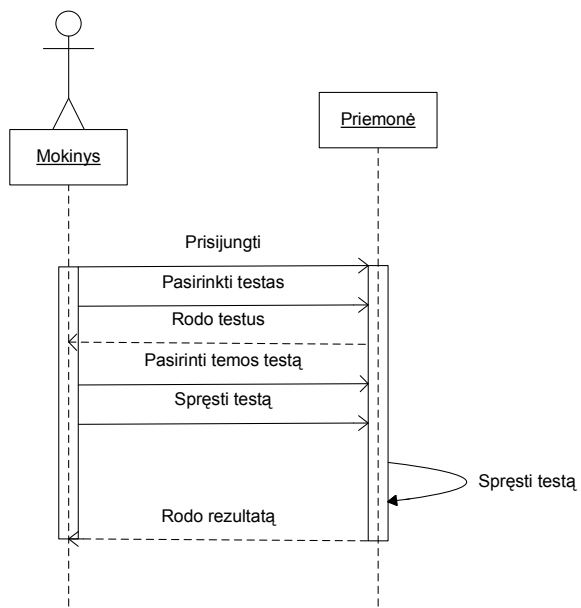 Priemonė
Mokinys
Prisijungti
Pasirinkti testas
Rodo testus
Pasirinti temos testą
Spręsti testą
Spręsti testą
Rodo rezultatą